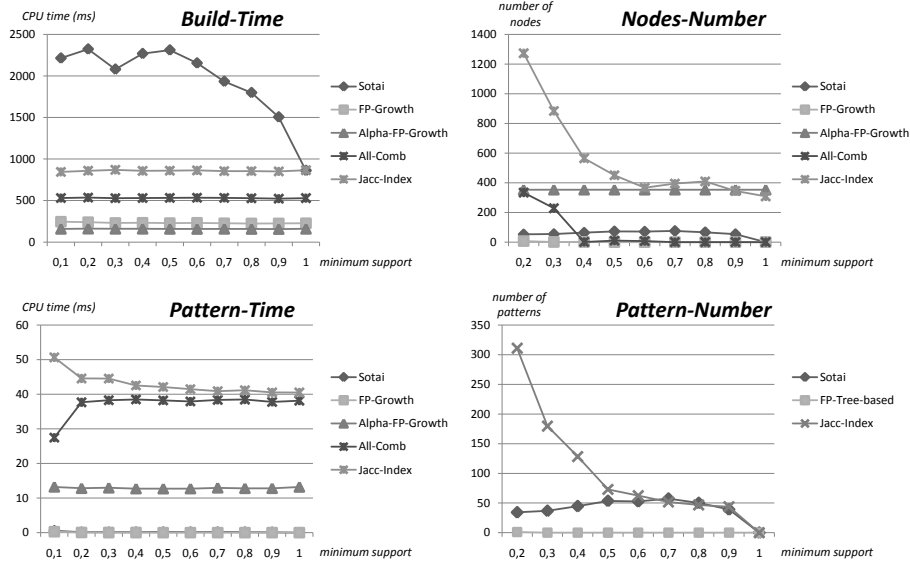 CPU time (ms)
Build-Time
2500
2000
1500
1000
500
0
0,1 0,2 0,3 0,4 0,5 0,6 0,7 0,8 0,9 1
minimum support
Sotai
FP-Growth
Alpha-FP-Growth
All-Comb
Jacc-Index
number of
nodes
Nodes-Number
1400
1200
1000
800
600
400
200
0
0,2 0,3 0,4 0,5 0,6 0,7 0,8 0,9 1
minimum support
Sotai
FP-Growth
Alpha-FP-Growth
All-Comb
Jacc-Index
CPU time (ms)
Pattern-Time
60
50
40
30
20
10
0
0,1 0,2 0,3 0,4 0,5 0,6 0,7 0,8 0,9 1
minimum support
Sotai
FP-Growth
Alpha-FP-Growth
All-Comb
Jacc-Index
number of
patterns
Pattern-Number
350
300
250
200
150
100
50
0
0,2 0,3 0,4 0,5 0,6 0,7 0,8 0,9 1
minimum support
Sotai
FP-Tree-based
Jacc-Index